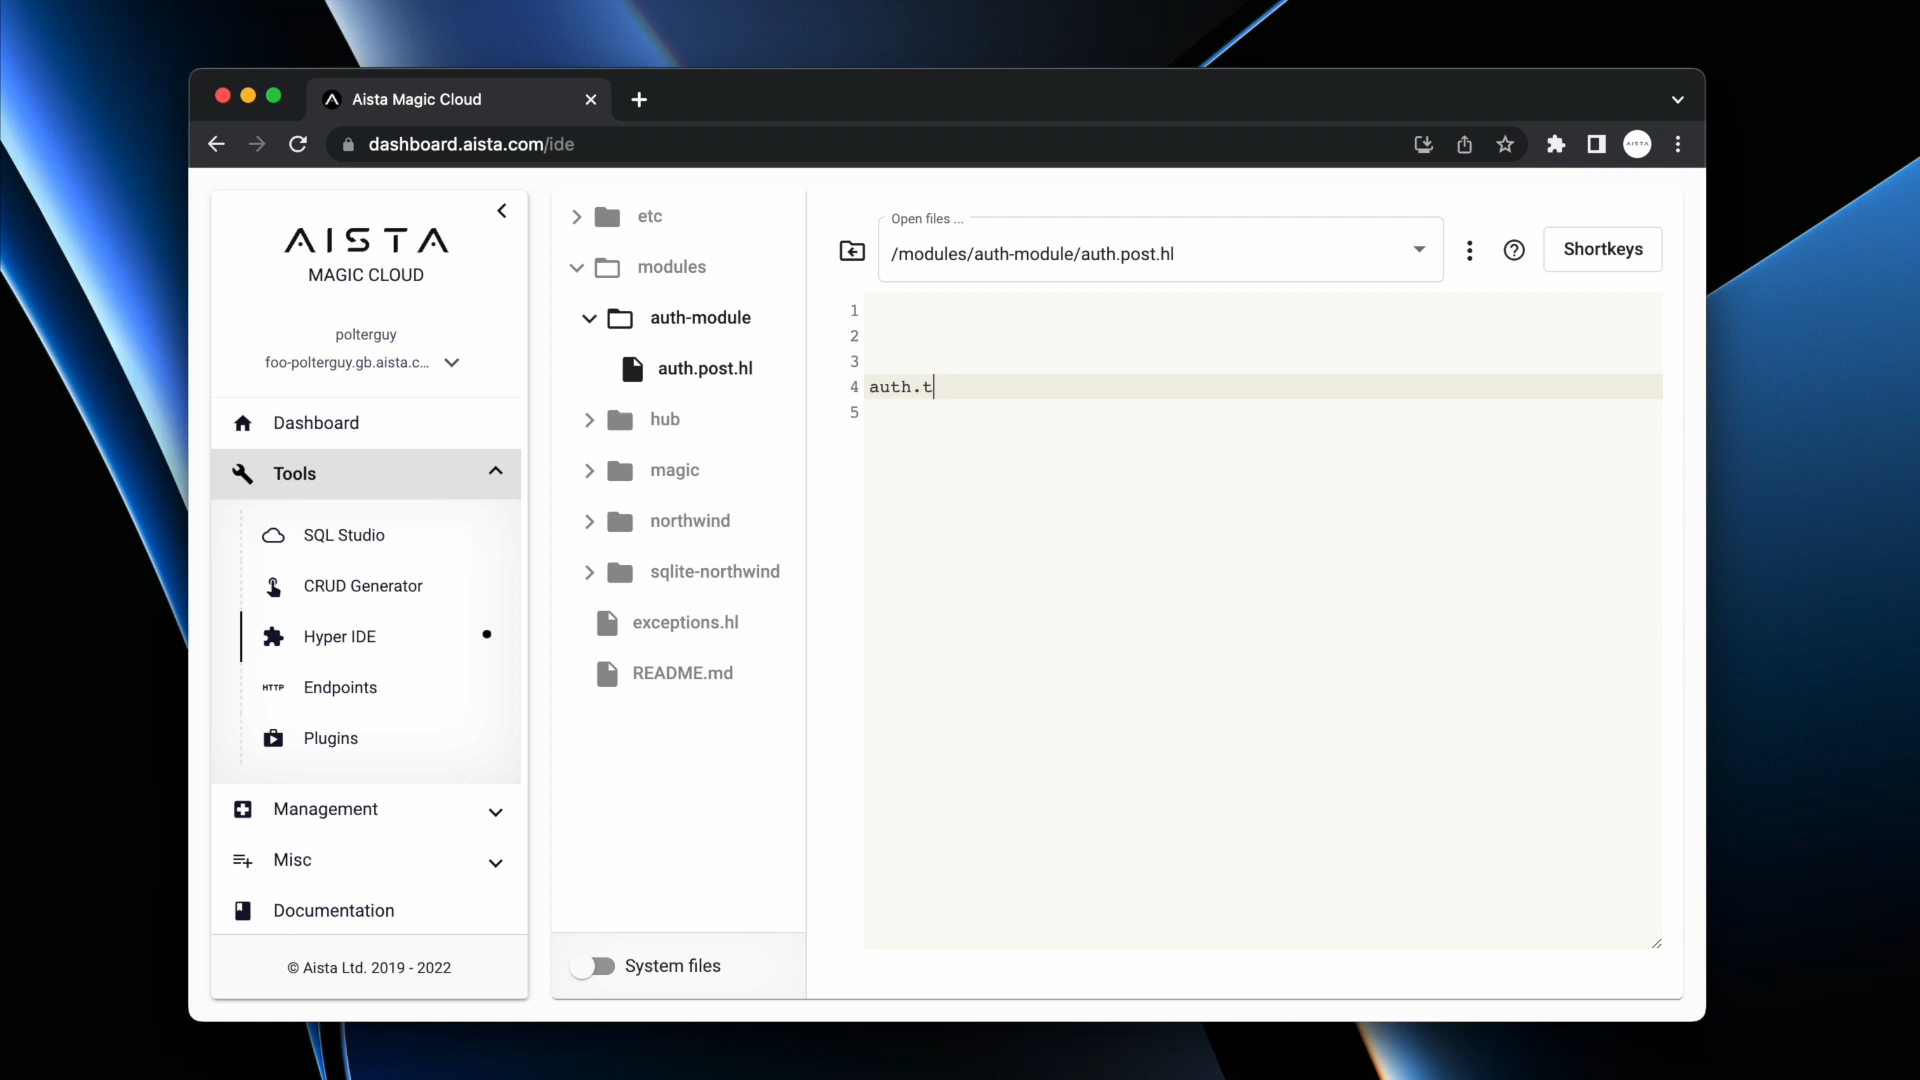 Aista Magic Cloud
dashboard.aista.com/ide
AISTA
MAGIC CLOUD
polterguy
foo-polterguy.gb.aista.c...
Dashboard
Tools
SQL Studio
CRUD Generator
Hyper IDE
HTTP Endpoints
Plugins
Management
Misc
Documentation
© Aista Ltd. 2019 - 2022
etc
modules
auth-module
auth.post.hl
hub
magic
northwind
sqlite-northwind
exceptions.hl
README.md
System files
Open files ...
/modules/auth-module/auth.post.hl
Shortkeys
1
2
3
4 auth.t
5